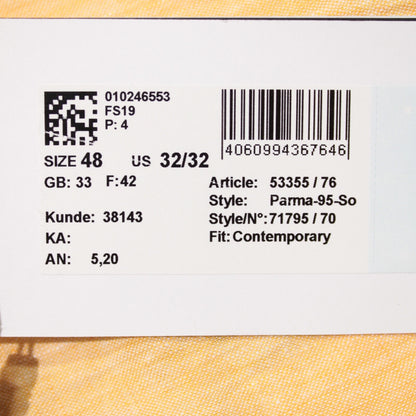 010246553
FS19
P: 4
4060994367646
SIZE 48 US 32/32
GB: 33 F:42
Article: 53355 / 76
Style: Parma-95-So
Kunde: 38143
Style/N°: 71795 / 70
KA:
Fit: Contemporary
AN: 5,20